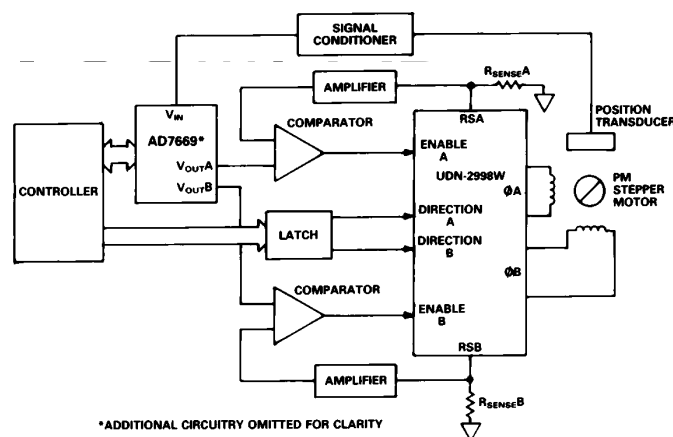 SIGNAL
CONDITIONER
AMPLIFIER
RSENSEA
VIN
RSA
POSITION
TRANSDUCER
COMPARATOR
AD7669*
ENABLE
A
UDN-2998W
VOUTA
VOUTB
CONTROLLER
ØA
PM
STEPPER
MOTOR
LATCH
DIRECTION
A
DIRECTION
B
ØB
COMPARATOR
ENABLE
B
RSB
AMPLIFIER
RSENSEB
*ADDITIONAL CIRCUITRY OMITTED FOR CLARITY